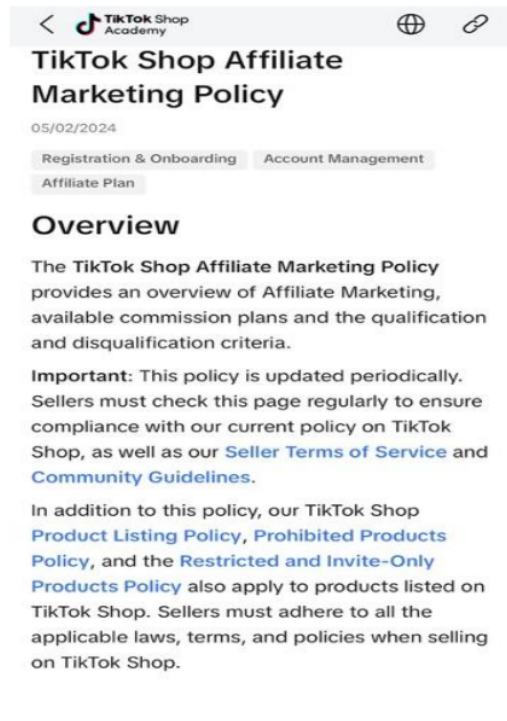 TikTok Shop
Academy
TikTok Shop Affiliate
Marketing Policy
05/02/2024
Registration & Onboarding Account Management
Affiliate Plan
Overview
The TikTok Shop Affiliate Marketing Policy
provides an overview of Affiliate Marketing,
available commission plans and the qualification
and disqualification criteria.
Important: This policy is updated periodically.
Sellers must check this page regularly to ensure
compliance with our current policy on TikTok
Shop, as well as our Seller Terms of Service and
Community Guidelines.
In addition to this policy, our TikTok Shop
Product Listing Policy, Prohibited Products
Policy, and the Restricted and Invite-Only
Products Policy also apply to products listed on
TikTok Shop. Sellers must adhere to all the
applicable laws, terms, and policies when selling
on TikTok Shop.